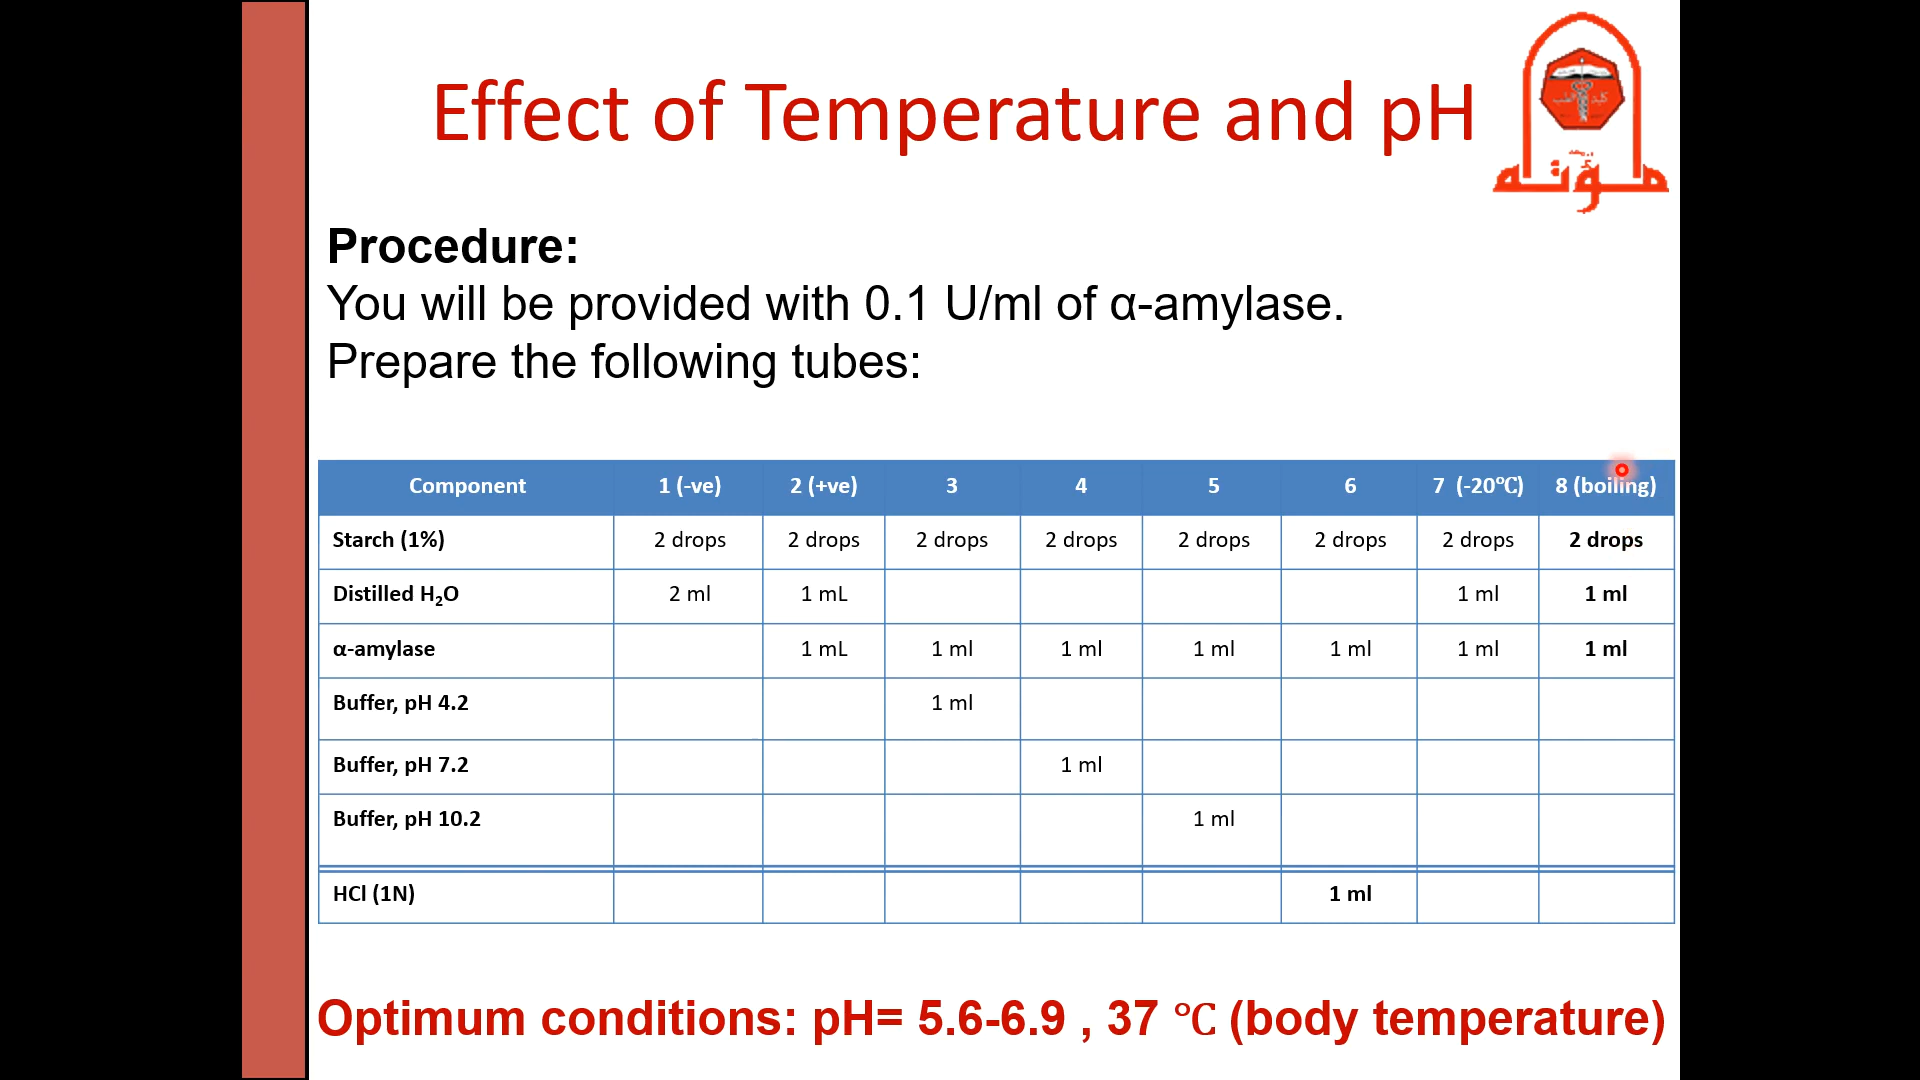 Effect of Temperature and pH
مؤته
Procedure:
You will be provided with 0.1 U/ml of α-amylase.
Prepare the following tubes:
Component 1 (-ve) 2 (+ve) 3 4 5 6 7 (-20℃) 8 (boiling)
Starch (1%) 2 drops 2 drops 2 drops 2 drops 2 drops 2 drops 2 drops 2 drops
Distilled H₂O 2 ml 1 mL 1 ml 1 ml
α-amylase 1 mL 1 ml 1 ml 1 ml 1 ml 1 ml 1 ml
Buffer, pH 4.2 1 ml
Buffer, pH 7.2 1 ml
Buffer, pH 10.2 1 ml
HCl (1N) 1 ml
Optimum conditions: pH= 5.6-6.9 , 37 ℃ (body temperature)